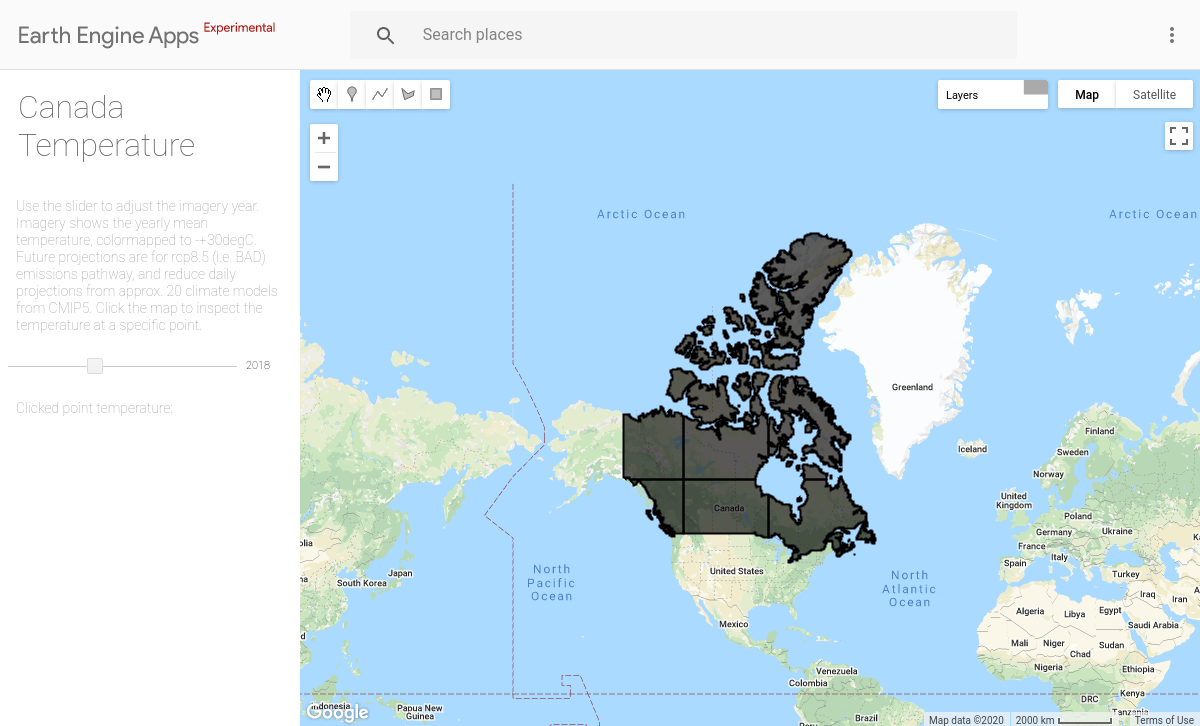 Earth Engine Apps Experimental
Search places
Canada
Temperature
Use the slider to adjust the imagery year.
Imagery shows the yearly mean
temperature, colormapped to -+30degC.
Future projections are for rcp8.5 (i.e. BAD)
emissions pathway, and reduce daily
projections from approx. 20 climate models
from CMIP5. Click the map to inspect the
temperature at a specific point.
2018
Clicked point temperature:
Layers
Map
Satellite
Arctic Ocean
Arctic Ocean
Greenland
Iceland
Finland
Sweden
Norway
United
Kingdom
Poland
Germany
Ukraine
France
Italy
Spain
Turkey
Iraq
Iran
Canada
United States
North
Pacific
Ocean
North
Atlantic
Ocean
Japan
South Korea
Algeria
Libya
Egypt
Saudi Arabia
Mexico
Mali
Niger
Chad
Sudan
Nigeria
Ethiopia
Venezuela
Colombia
DRC
Kenya
Tanzania
Brazil
Papua New
Guinea
Google
Map data ©2020
2000 km
Terms of Use